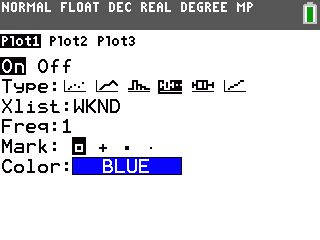 NORMAL FLOAT DEC REAL DEGREE MP
Plot1 Plot2 Plot3
On Off
Type:
Xlist:WKND
Freq:1
Mark:
Color: BLUE